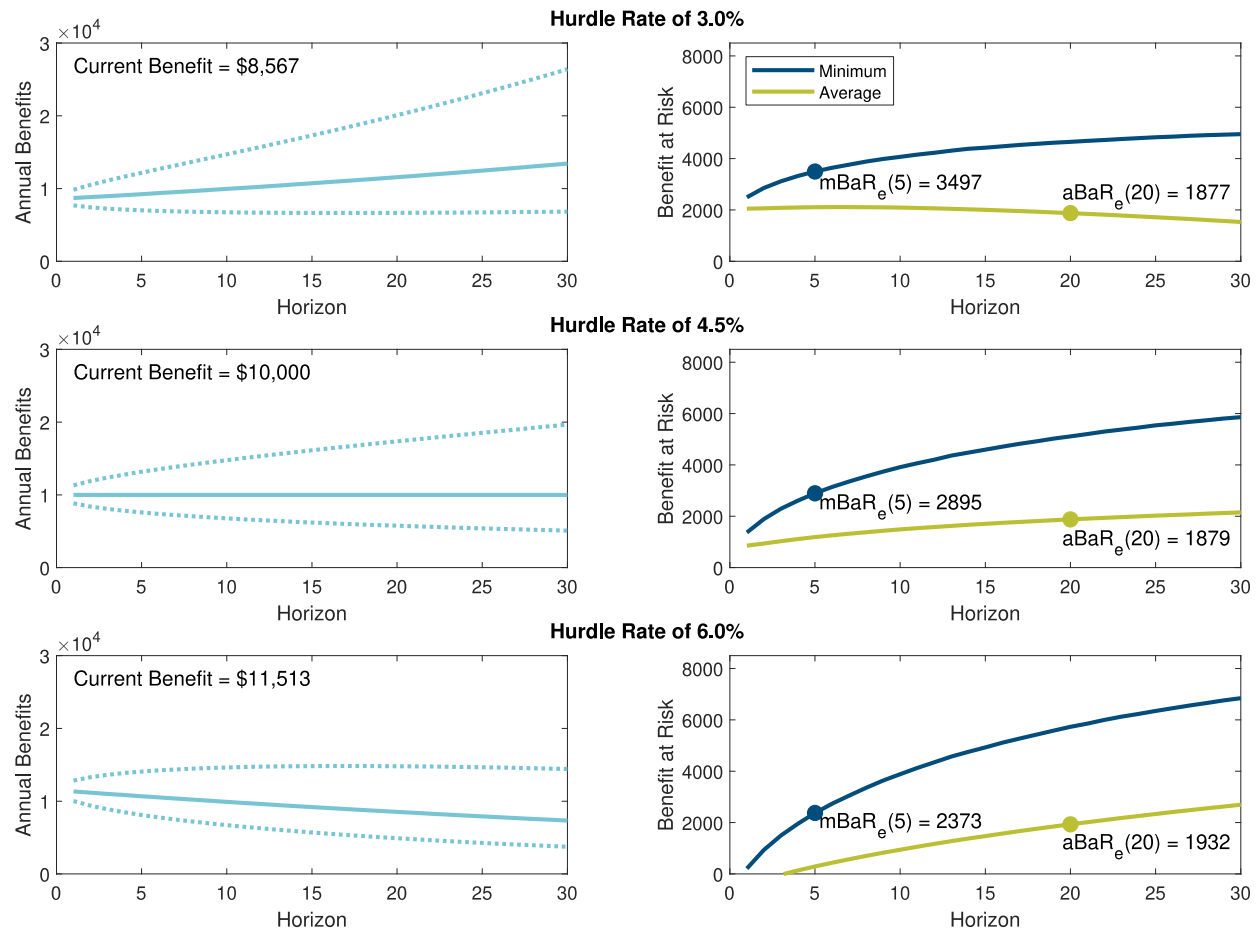 Hurdle Rate of 3.0%
×10^4
Current Benefit = $8,567
Annual Benefits
3
2
1
0
0 5 10 15 20 25 30
Horizon
Minimum
Average
mBaR_e(5) = 3497
aBaR_e(20) = 1877
Benefit at Risk
8000
6000
4000
2000
0
0 5 10 15 20 25 30
Horizon
Hurdle Rate of 4.5%
×10^4
Current Benefit = $10,000
Annual Benefits
3
2
1
0
0 5 10 15 20 25 30
Horizon
mBaR_e(5) = 2895
aBaR_e(20) = 1879
Benefit at Risk
8000
6000
4000
2000
0
0 5 10 15 20 25 30
Horizon
Hurdle Rate of 6.0%
×10^4
Current Benefit = $11,513
Annual Benefits
3
2
1
0
0 5 10 15 20 25 30
Horizon
mBaR_e(5) = 2373
aBaR_e(20) = 1932
Benefit at Risk
8000
6000
4000
2000
0
0 5 10 15 20 25 30
Horizon